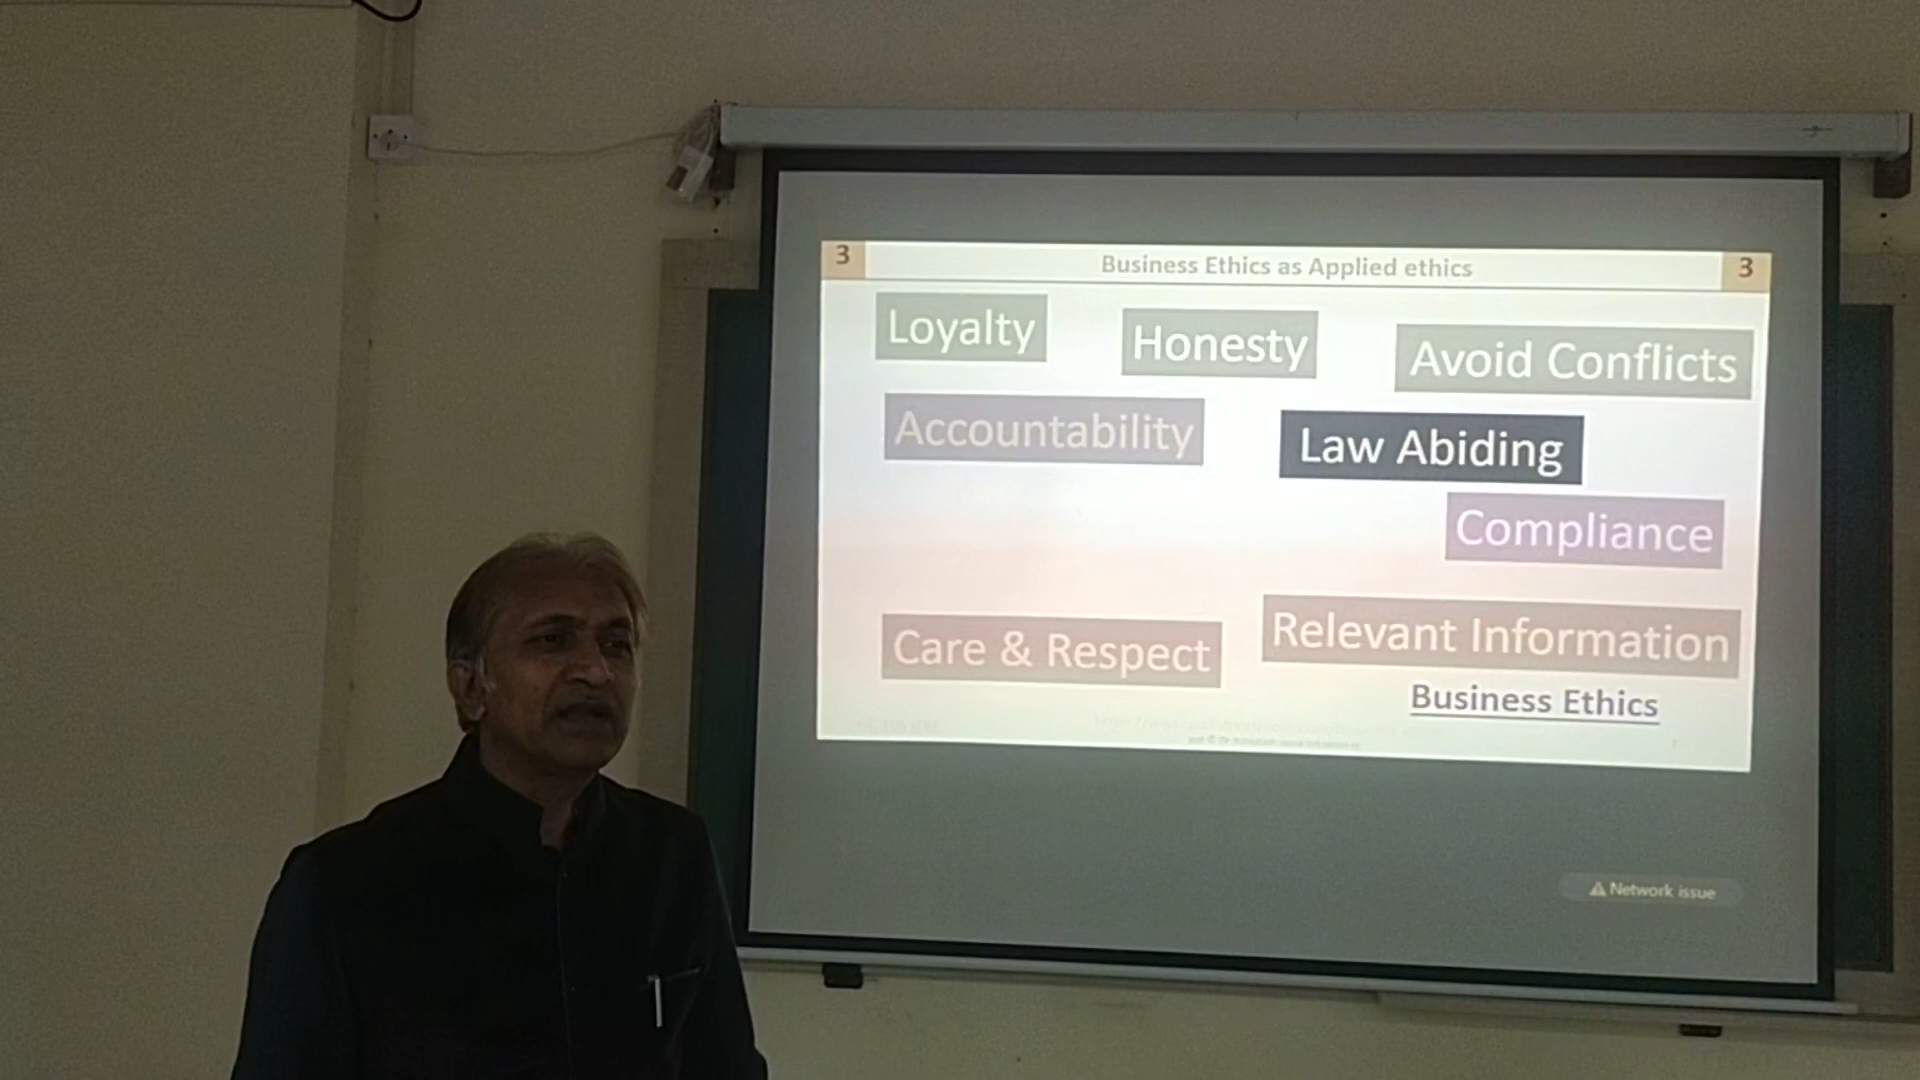 3 Business Ethics as Applied ethics 3
Loyalty
Honesty
Avoid Conflicts
Accountability
Law Abiding
Compliance
Care & Respect
Relevant Information
Business Ethics
Network issue